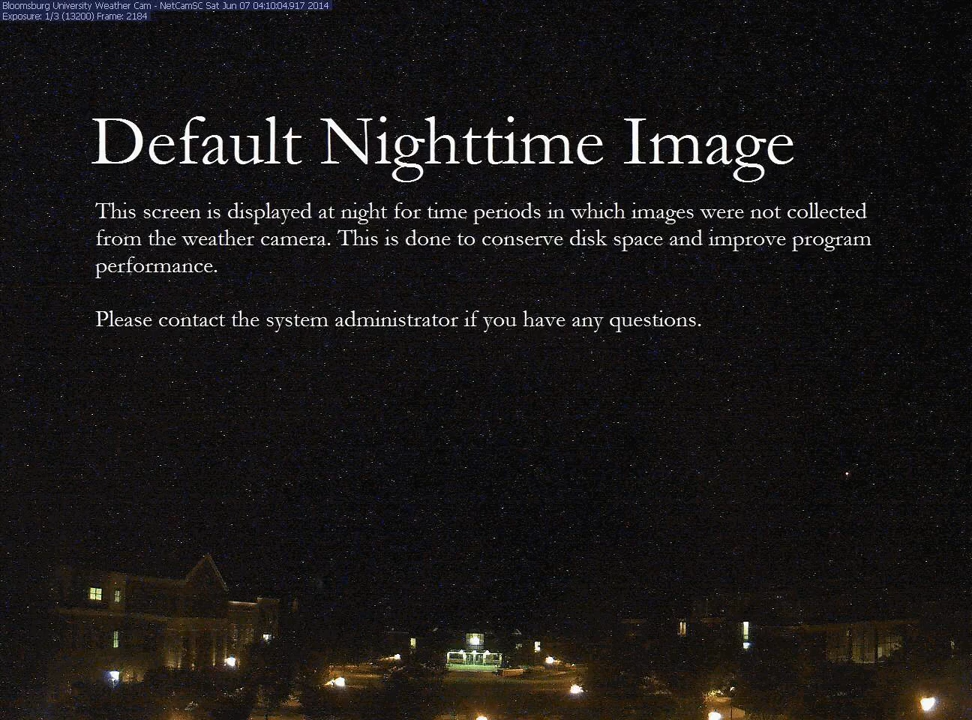 Bloomsburg University Weather Cam - NetCamSC Sat Jun 07 04:10:04.917 2014
Exposure: 1/3 (13200) Frame: 2184
Default Nighttime Image
This screen is displayed at night for time periods in which images were not collected
from the weather camera. This is done to conserve disk space and improve program
performance.
Please contact the system administrator if you have any questions.